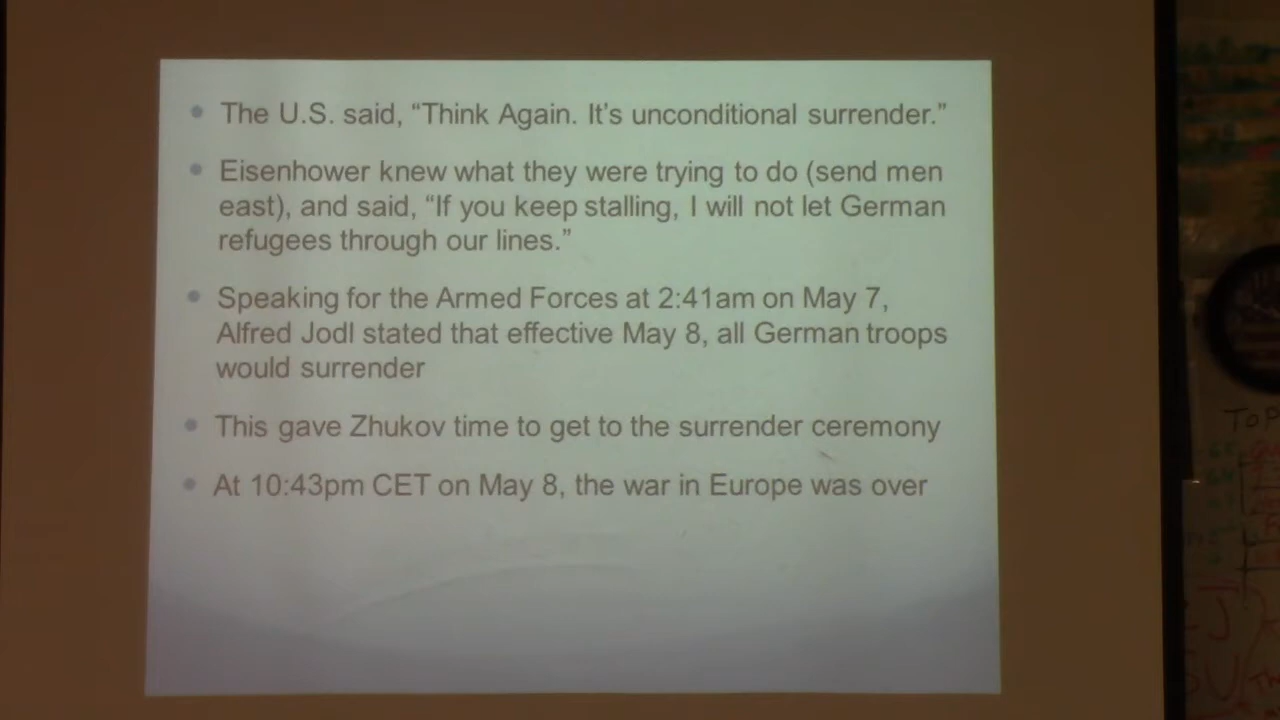 • The U.S. said, “Think Again. It’s unconditional surrender.”
• Eisenhower knew what they were trying to do (send men
east), and said, “If you keep stalling, I will not let German
refugees through our lines.”
• Speaking for the Armed Forces at 2:41am on May 7,
Alfred Jodl stated that effective May 8, all German troops
would surrender
• This gave Zhukov time to get to the surrender ceremony
• At 10:43pm CET on May 8, the war in Europe was over